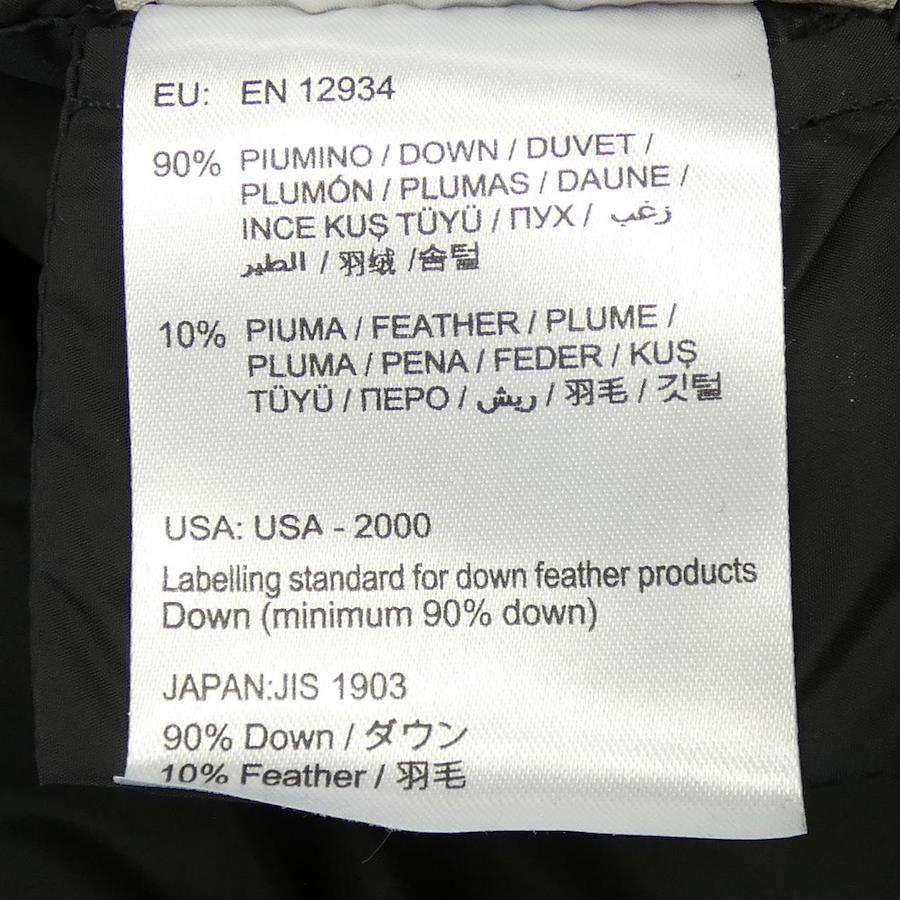 EU: EN 12934
90% PIUMINO / DOWN / DUVET /
PLUMÓN / PLUMAS / DAUNE /
INCE KUŞ TÜYÜ / ПУХ / زغب
الطير / 羽绒 /솜털
10% PIUMA / FEATHER / PLUME /
PLUMA / PENA / FEDER / KUŞ
TÜYÜ / ПЕРО / ريش / 羽毛 / 깃털
USA: USA - 2000
Labelling standard for down feather products
Down (minimum 90% down)
JAPAN:JIS 1903
90% Down / ダウン
10% Feather / 羽毛